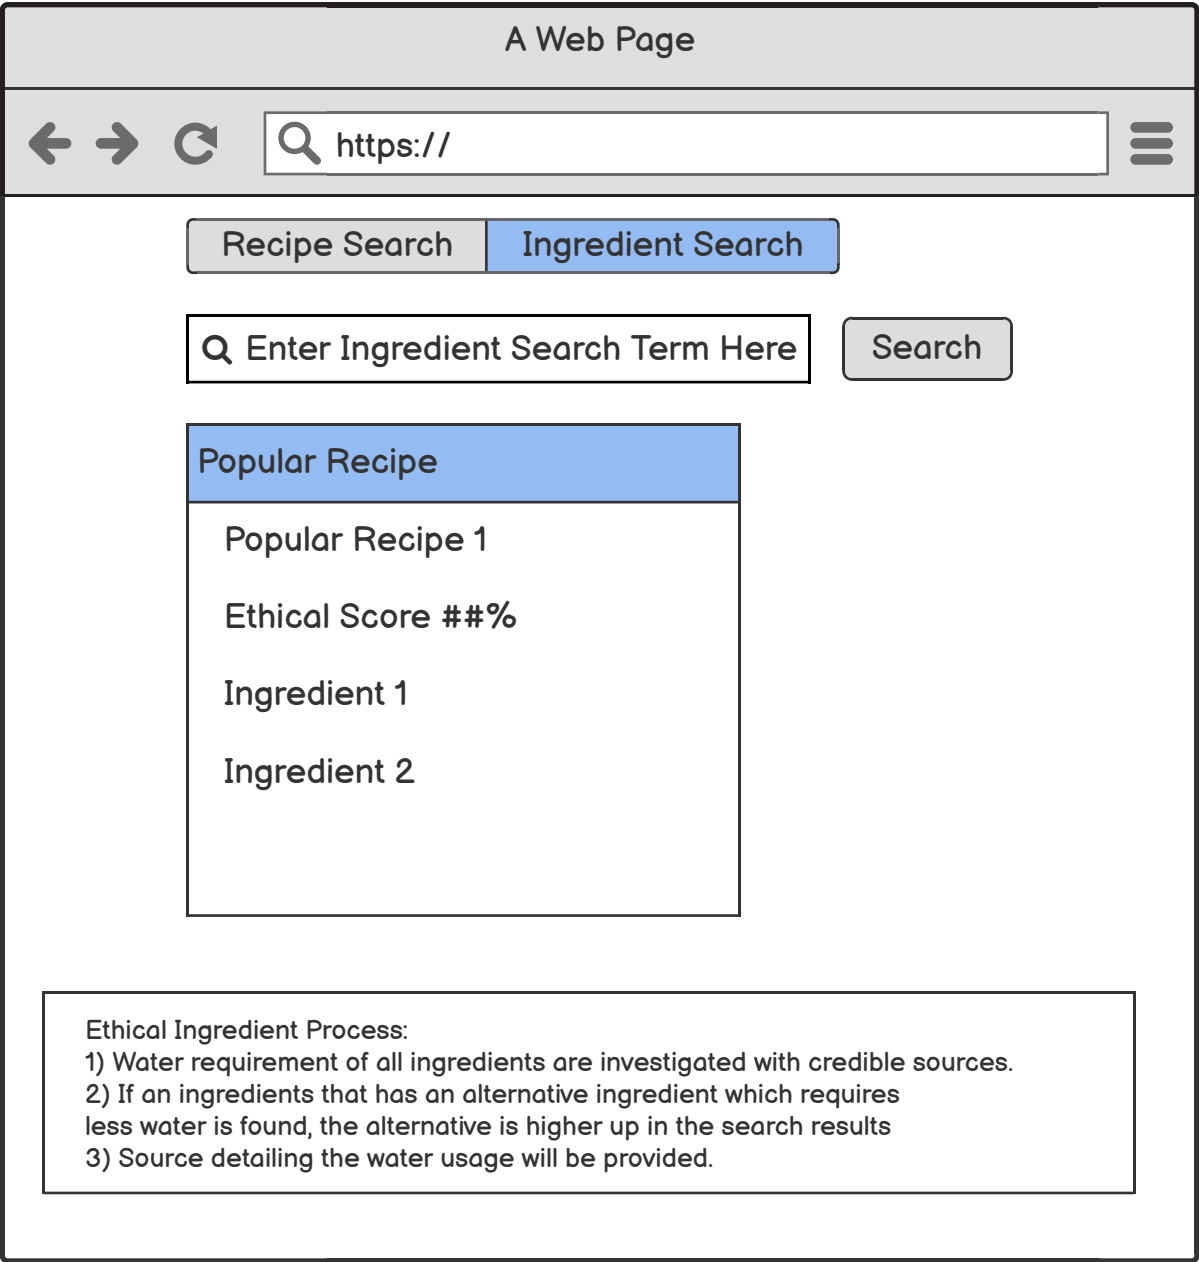 A Web Page
https://
Recipe Search Ingredient Search
Enter Ingredient Search Term Here Search
Popular Recipe
Popular Recipe 1
Ethical Score ##%
Ingredient 1
Ingredient 2
Ethical Ingredient Process:
1) Water requirement of all ingredients are investigated with credible sources.
2) If an ingredients that has an alternative ingredient which requires
less water is found, the alternative is higher up in the search results
3) Source detailing the water usage will be provided.